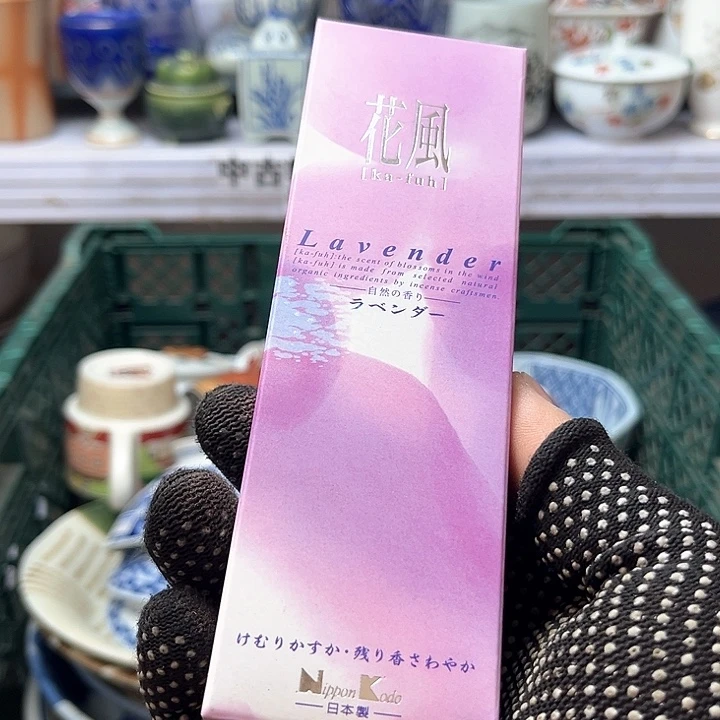 中古
花風
[ka-fuh]
Lavender
[ka-fuh]:the scent of blossoms in the wind
[ka-fuh] is made from selected natural
organic ingredients by incense craftsmen.
自然の香り
ラベンダー
けむりかすか・残り香さわやか
Nippon Kodo
日本製